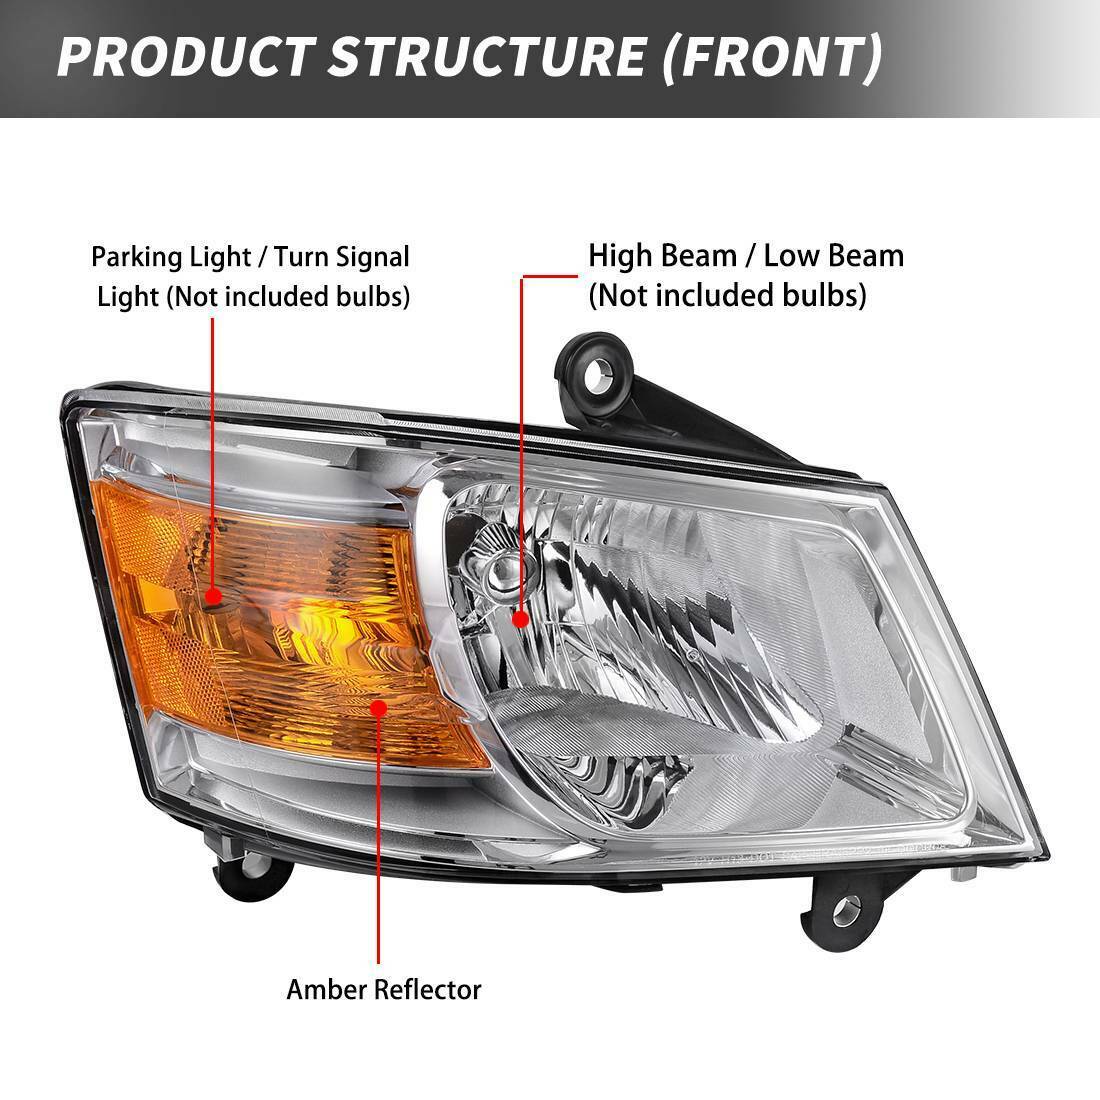 PRODUCT STRUCTURE (FRONT)
Parking Light / Turn Signal
Light (Not included bulbs)
High Beam / Low Beam
(Not included bulbs)
Amber Reflector